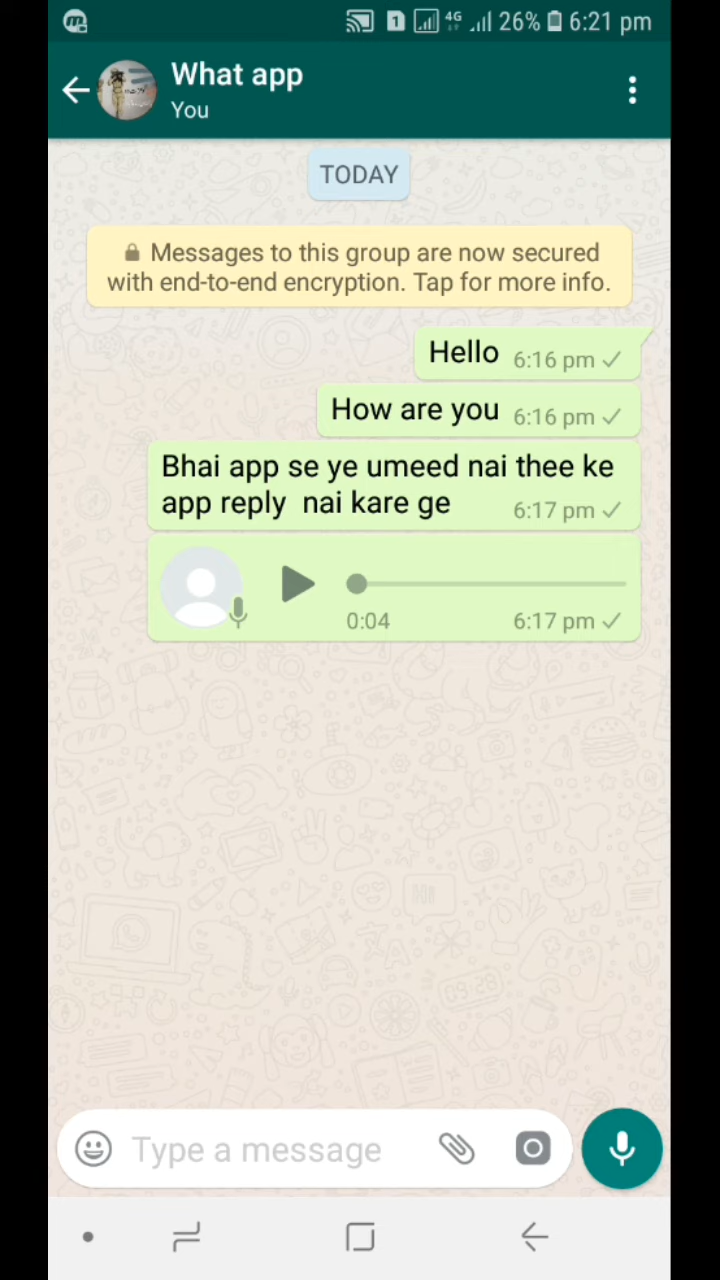 1 4G 26% 6:21 pm
What app
You
TODAY
Messages to this group are now secured
with end-to-end encryption. Tap for more info.
Hello 6:16 pm
How are you 6:16 pm
Bhai app se ye umeed nai thee ke
app reply nai kare ge 6:17 pm
0:04 6:17 pm
Type a message